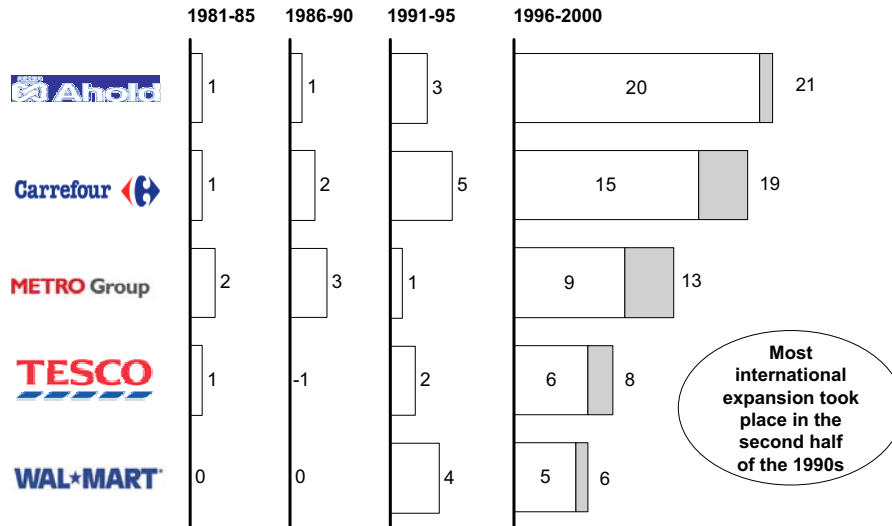 1981-85 1986-90 1991-95 1996-2000
Ahold 1 1 3 20 21
Carrefour 1 2 5 15 19
METRO Group 2 3 1 9 13
TESCO 1 -1 2 6 8
WAL★MART 0 0 4 5 6
Most
international
expansion took
place in the
second half
of the 1990s